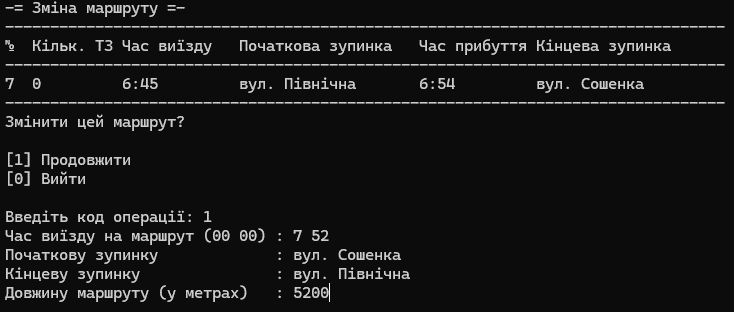 -= Зміна маршруту =-
--------------------------------------------------------------------------------
№ Кільк. ТЗ Час виїзду Початкова зупинка Час прибуття Кінцева зупинка
--------------------------------------------------------------------------------
7 0 6:45 вул. Північна 6:54 вул. Сошенка
--------------------------------------------------------------------------------
Змінити цей маршрут?
[1] Продовжити
[0] Вийти
Введіть код операції: 1
Час виїзду на маршрут (00 00) : 7 52
Початкову зупинку : вул. Сошенка
Кінцеву зупинку : вул. Північна
Довжину маршруту (у метрах) : 5200